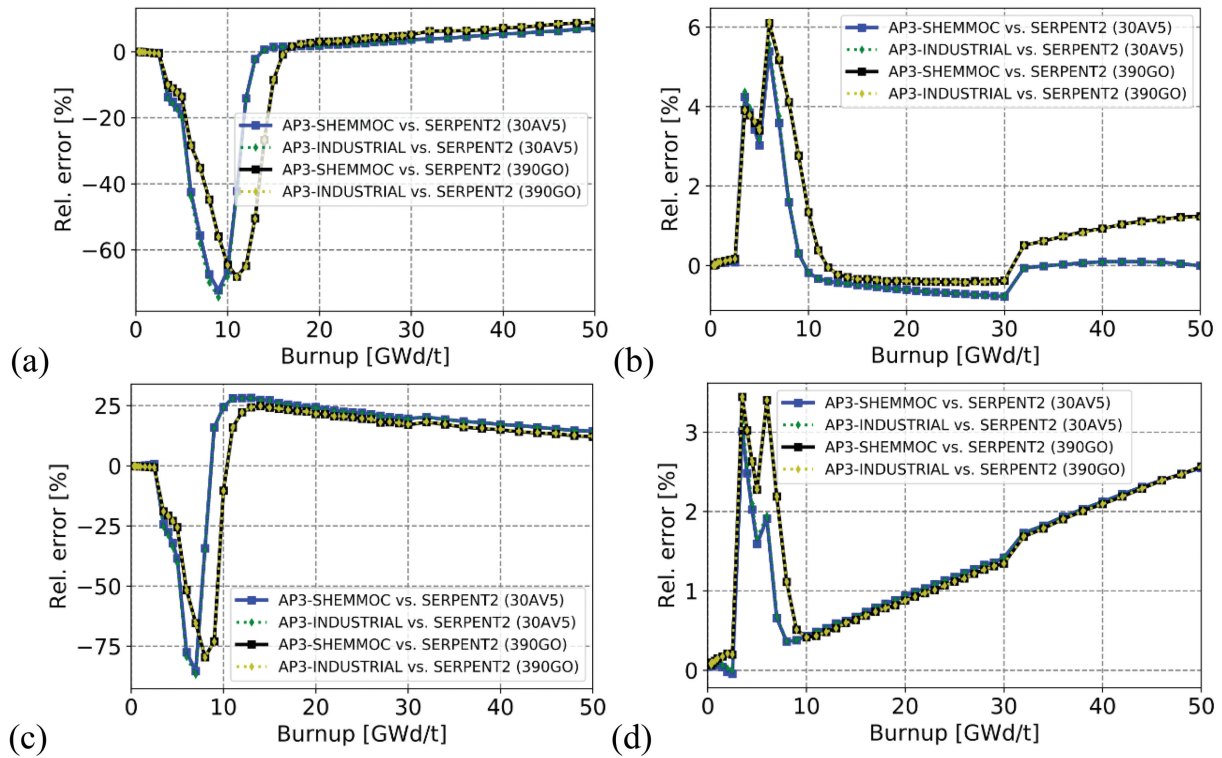 0
−20
−40
−60
Rel. error [%]
AP3-SHEMMOC vs. SERPENT2 (30AV5)
AP3-INDUSTRIAL vs. SERPENT2 (30AV5)
AP3-SHEMMOC vs. SERPENT2 (390GO)
AP3-INDUSTRIAL vs. SERPENT2 (390GO)
0 10 20 30 40 50
Burnup [GWd/t]
(a)
6
4
2
0
Rel. error [%]
AP3-SHEMMOC vs. SERPENT2 (30AV5)
AP3-INDUSTRIAL vs. SERPENT2 (30AV5)
AP3-SHEMMOC vs. SERPENT2 (390GO)
AP3-INDUSTRIAL vs. SERPENT2 (390GO)
0 10 20 30 40 50
Burnup [GWd/t]
(b)
25
0
−25
−50
−75
Rel. error [%]
AP3-SHEMMOC vs. SERPENT2 (30AV5)
AP3-INDUSTRIAL vs. SERPENT2 (30AV5)
AP3-SHEMMOC vs. SERPENT2 (390GO)
AP3-INDUSTRIAL vs. SERPENT2 (390GO)
0 10 20 30 40 50
Burnup [GWd/t]
(c)
3
2
1
0
Rel. error [%]
AP3-SHEMMOC vs. SERPENT2 (30AV5)
AP3-INDUSTRIAL vs. SERPENT2 (30AV5)
AP3-SHEMMOC vs. SERPENT2 (390GO)
AP3-INDUSTRIAL vs. SERPENT2 (390GO)
0 10 20 30 40 50
Burnup [GWd/t]
(d)